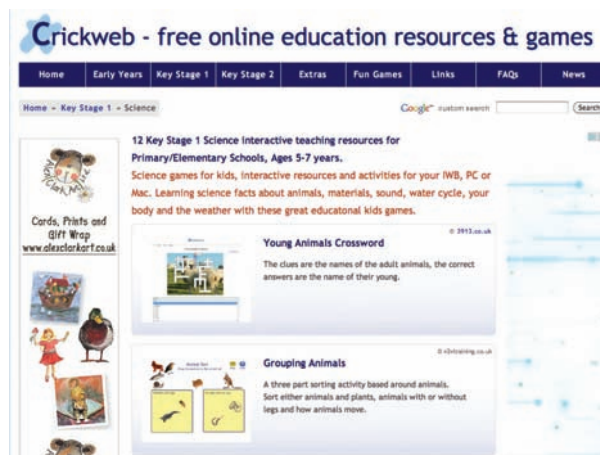 Crickweb - free online education resources & games
Home Early Years Key Stage 1 Key Stage 2 Extras Fun Games Links FAQs News
Home » Key Stage 1 » Science
Google™ custom search Search
12 Key Stage 1 Science interactive teaching resources for
Primary/Elementary Schools, Ages 5-7 years.
Science games for kids, interactive resources and activities for your IWB, PC or
Mac. Learning science facts about animals, materials, sound, water cycle, your
body and the weather with these great educatonal kids games.
Cards, Prints and
Gift Wrap
www.alexclarkart.co.uk
© 3913.co.uk
Young Animals Crossword
The clues are the names of the adult animals, the correct
answers are the name of their young.
Grouping Animals
A three part sorting activity based around animals.
Sort either animals and plants, animals with or without
legs and how animals move.